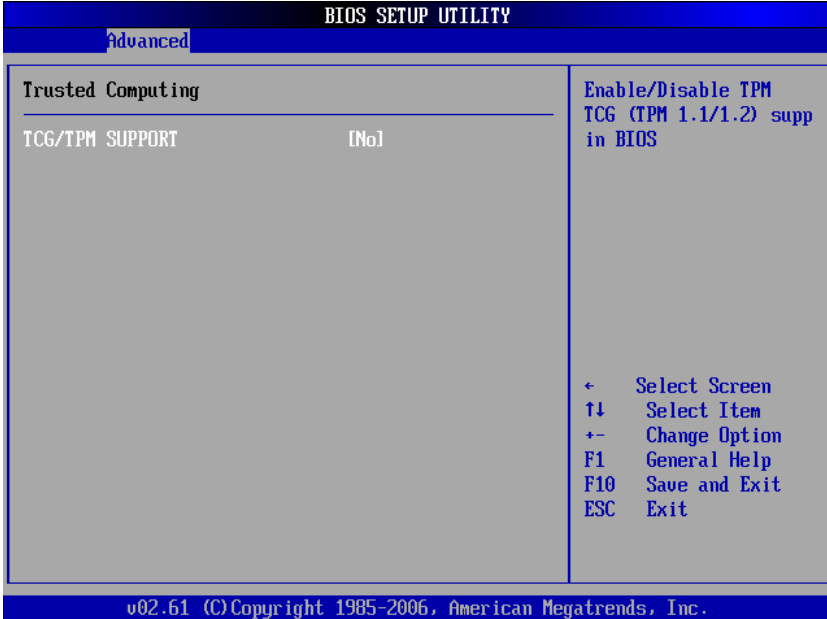 BIOS SETUP UTILITY
Advanced
Trusted Computing
TCG/TPM SUPPORT [No]
Enable/Disable TPM
TCG (TPM 1.1/1.2) supp
in BIOS
← Select Screen
↑↓ Select Item
+- Change Option
F1 General Help
F10 Save and Exit
ESC Exit
v02.61 (C)Copyright 1985-2006, American Megatrends, Inc.